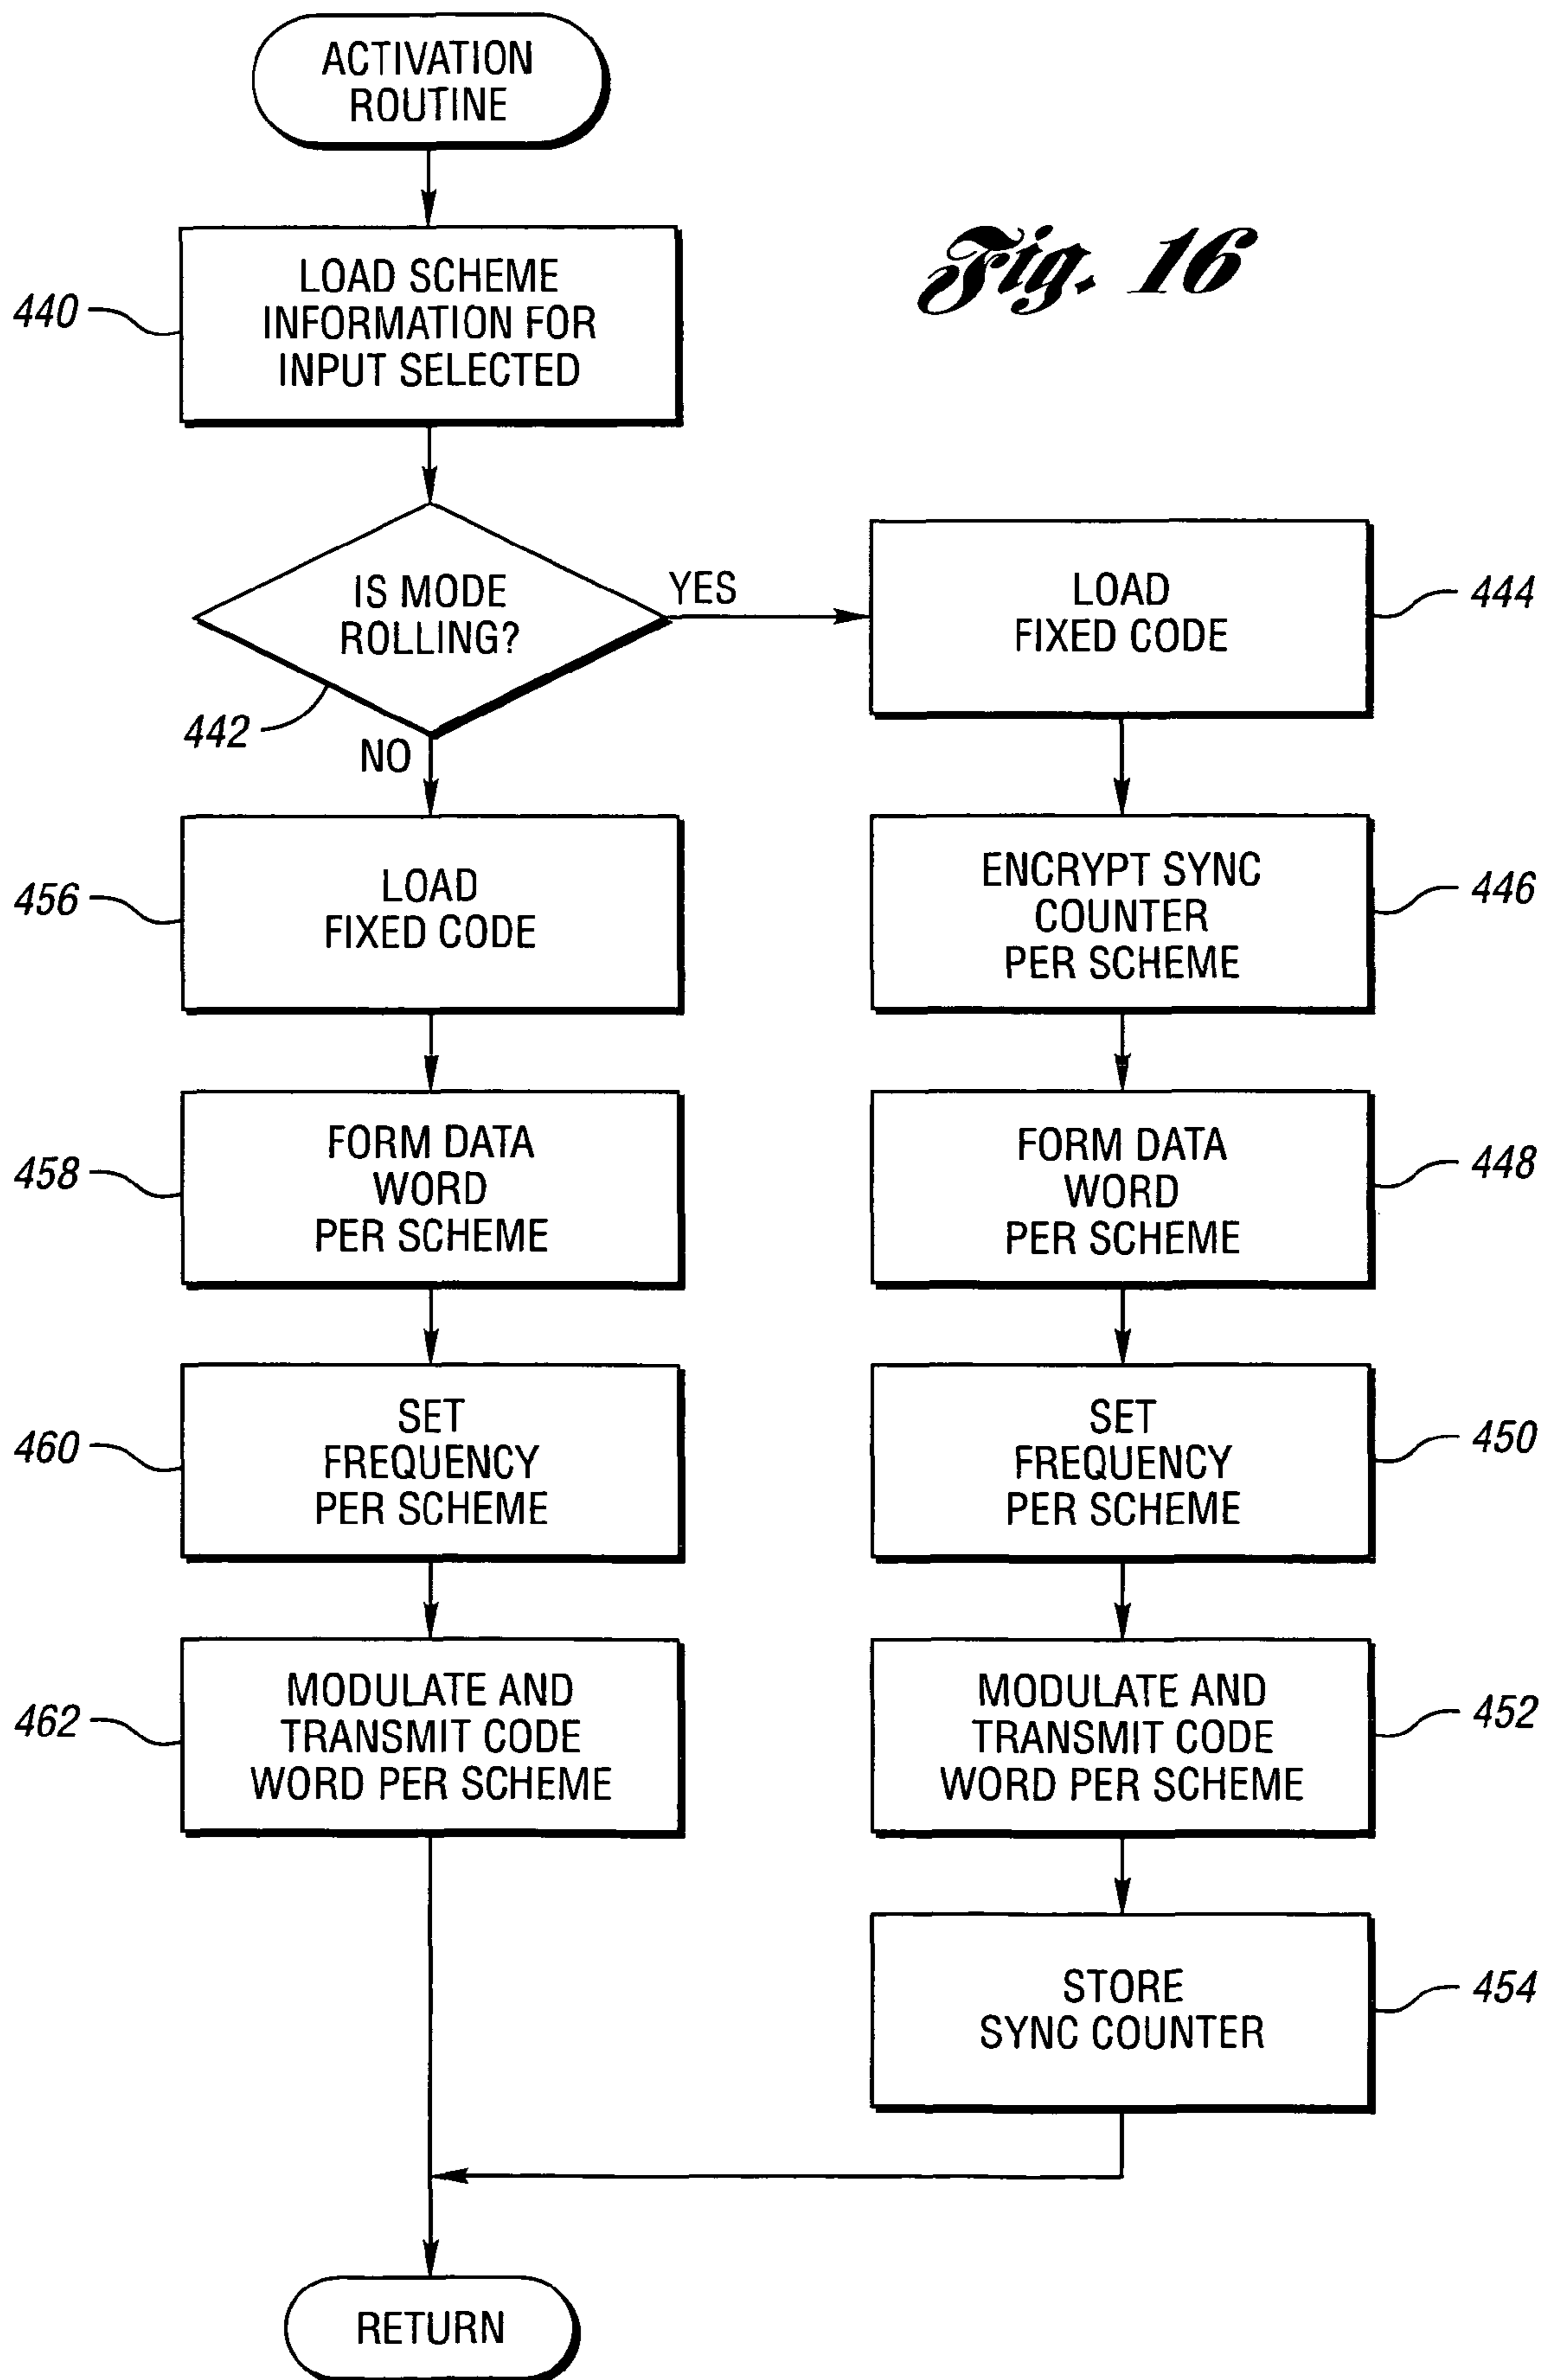 ACTIVATION
ROUTINE
Fig. 16
440
LOAD SCHEME
INFORMATION FOR
INPUT SELECTED
IS MODE
ROLLING?
YES
442
NO
LOAD
FIXED CODE
444
456
LOAD
FIXED CODE
ENCRYPT SYNC
COUNTER
PER SCHEME
446
458
FORM DATA
WORD
PER SCHEME
FORM DATA
WORD
PER SCHEME
448
460
SET
FREQUENCY
PER SCHEME
SET
FREQUENCY
PER SCHEME
450
462
MODULATE AND
TRANSMIT CODE
WORD PER SCHEME
MODULATE AND
TRANSMIT CODE
WORD PER SCHEME
452
STORE
SYNC COUNTER
454
RETURN